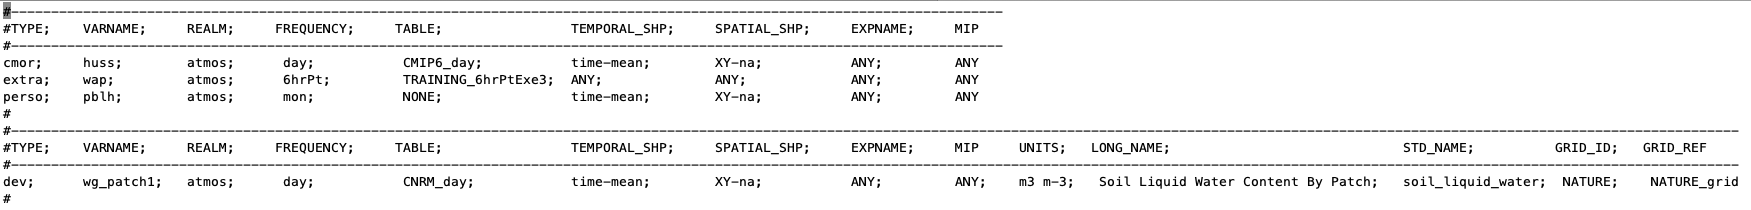 #-------------------------------------------------------------------------------------------------------------------------------
#TYPE;    VARNAME;     REALM;     FREQUENCY;     TABLE;                TEMPORAL_SHP;     SPATIAL_SHP;     EXPNAME;     MIP
#-------------------------------------------------------------------------------------------------------------------------------
cmor;     huss;        atmos;      day;           CMIP6_day;           time-mean;        XY-na;           ANY;         ANY
extra;    wap;         atmos;      6hrPt;         TRAINING_6hrPtExe3;  ANY;              ANY;             ANY;         ANY
perso;    pblh;        atmos;      mon;           NONE;                time-mean;        XY-na;           ANY;         ANY
#
#-------------------------------------------------------------------------------------------------------------------------------
#TYPE;    VARNAME;     REALM;     FREQUENCY;     TABLE;                TEMPORAL_SHP;     SPATIAL_SHP;     EXPNAME;     MIP     UNITS;   LONG_NAME;                             STD_NAME;          GRID_ID;   GRID_REF
#-------------------------------------------------------------------------------------------------------------------------------
dev;      wg_patch1;   atmos;     day;            CNRM_day;            time-mean;        XY-na;           ANY;         ANY;    m3 m-3;   Soil Liquid Water Content By Patch;   soil_liquid_water;  NATURE;    NATURE_grid
#